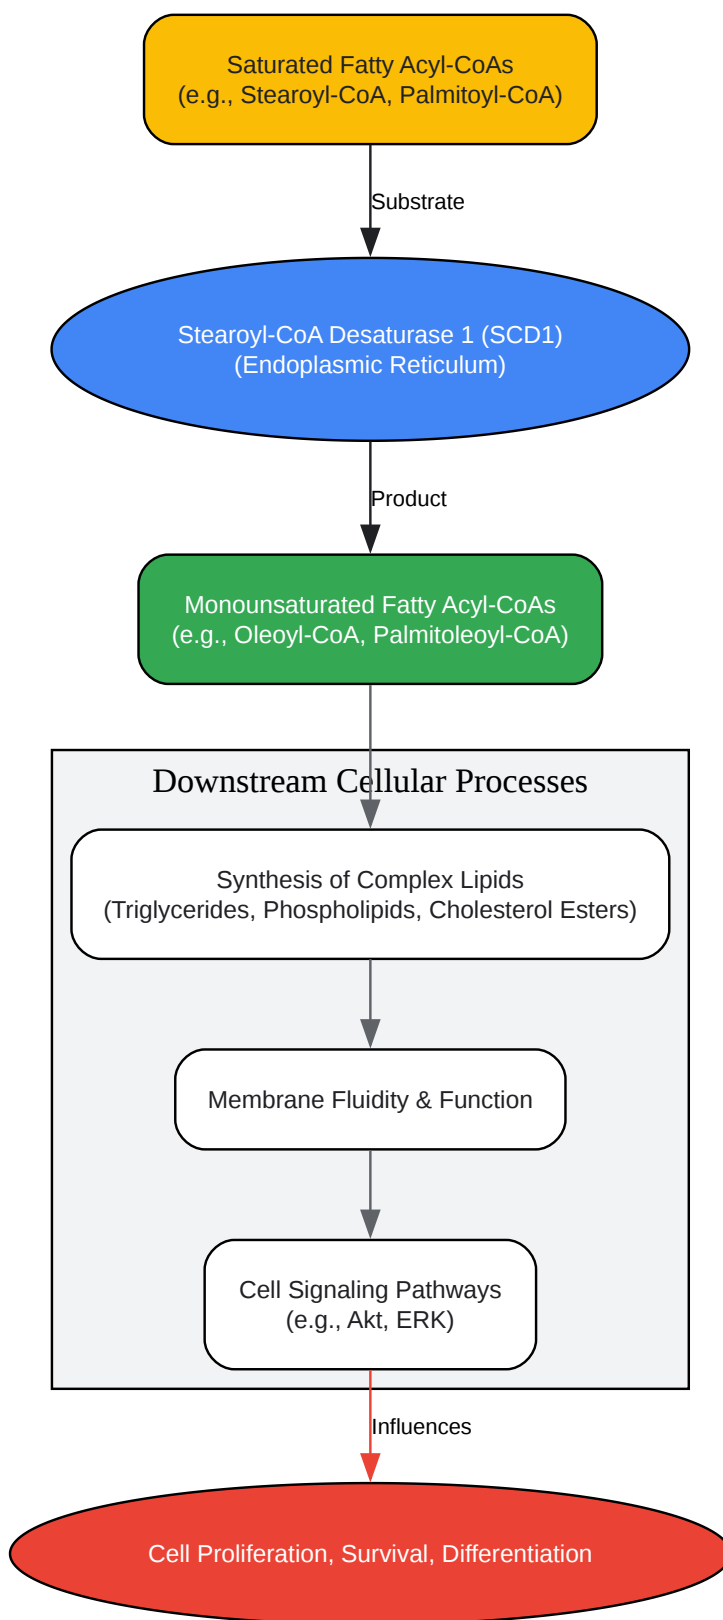 Saturated Fatty Acyl-CoAs
(e.g., Stearoyl-CoA, Palmitoyl-CoA)
Substrate
Stearoyl-CoA Desaturase 1 (SCD1)
(Endoplasmic Reticulum)
Product
Monounsaturated Fatty Acyl-CoAs
(e.g., Oleoyl-CoA, Palmitoleoyl-CoA)
Downstream Cellular Processes
Synthesis of Complex Lipids
(Triglycerides, Phospholipids, Cholesterol Esters)
Membrane Fluidity & Function
Cell Signaling Pathways
(e.g., Akt, ERK)
Influences
Cell Proliferation, Survival, Differentiation